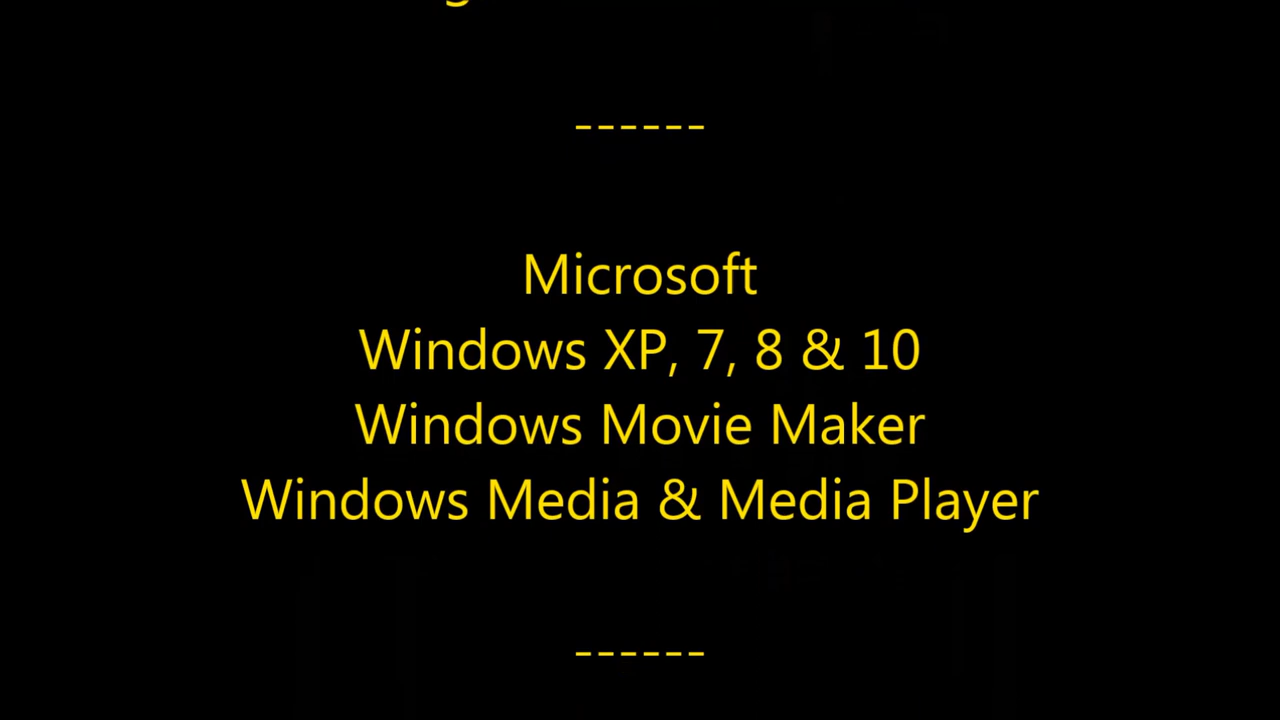 ------
Microsoft
Windows XP, 7, 8 & 10
Windows Movie Maker
Windows Media & Media Player
------